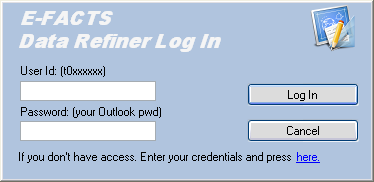 E-FACTS
Data Refiner Log In
User Id: (t0xxxxxx)
Log In
Password: (your Outlook pwd)
Cancel
If you don't have access. Enter your credentials and press here.